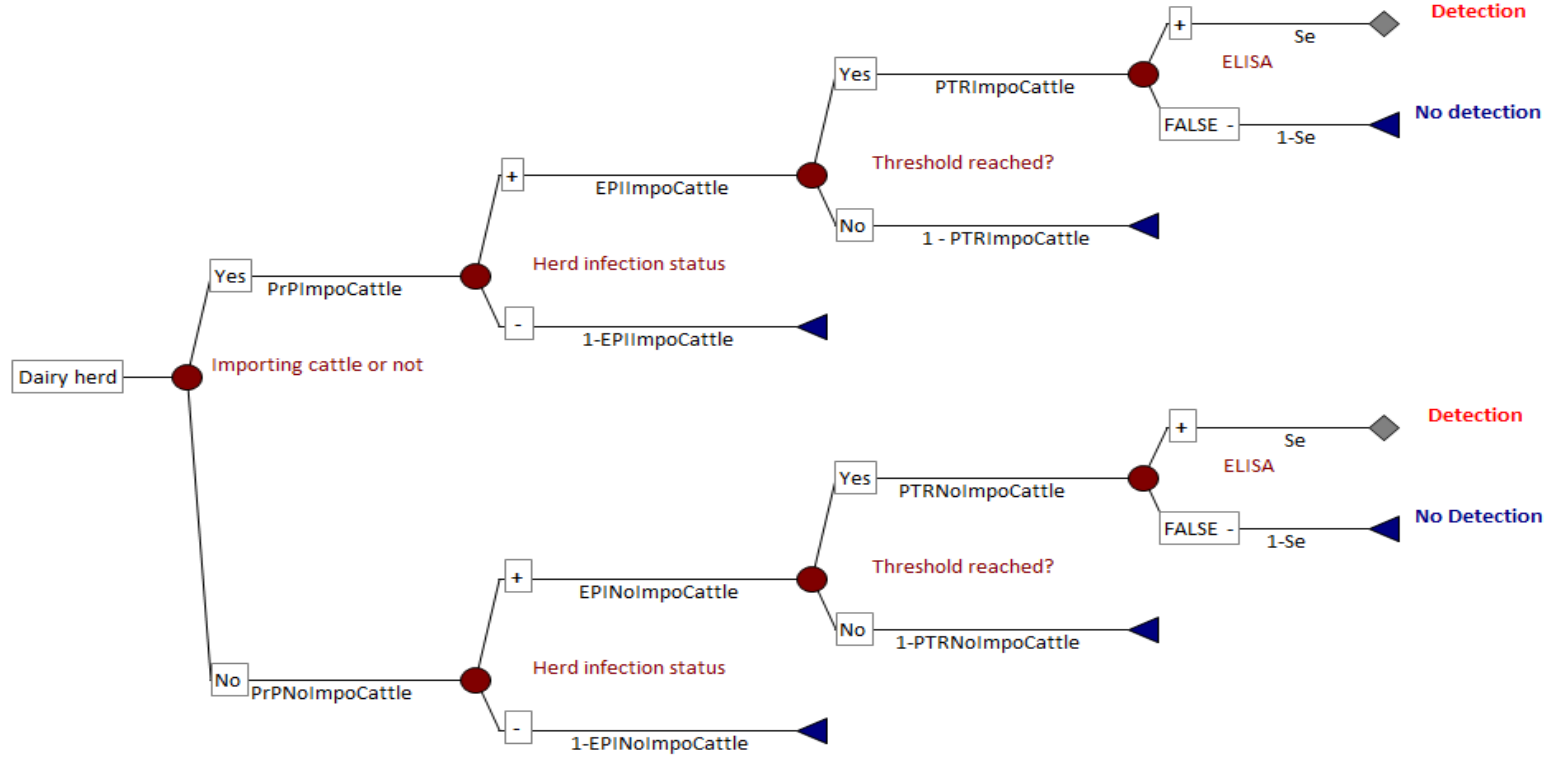 Detection
+
Se
ELISA
Yes
PTRImpoCattle
No detection
FALSE -
1-Se
Threshold reached?
+
EPIImpoCattle
No
1 - PTRImpoCattle
Herd infection status
Yes
PrPImpoCattle
-
1-EPIImpoCattle
Importing cattle or not
Dairy herd
Detection
+
Se
ELISA
Yes
PTRNoImpoCattle
No Detection
FALSE -
1-Se
Threshold reached?
+
EPINoImpoCattle
No
1-PTRNoImpoCattle
Herd infection status
No
PrPNoImpoCattle
-
1-EPINoImpoCattle